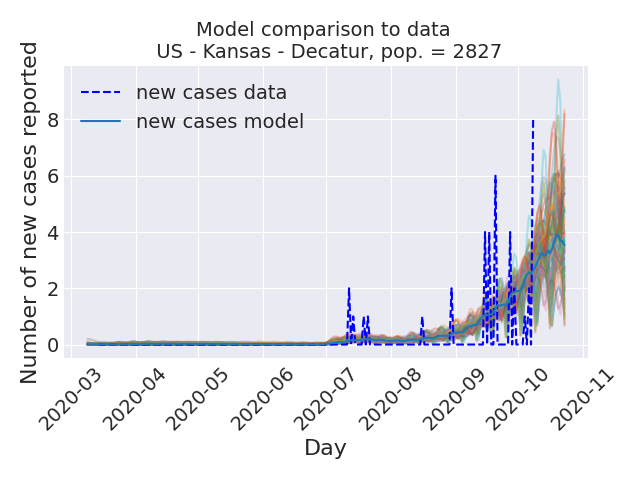 Model comparison to data
US - Kansas - Decatur, pop. = 2827
Number of new cases reported
8
6
4
2
0
new cases data
new cases model
2020-03
2020-04
2020-05
2020-06
2020-07
2020-08
2020-09
2020-10
2020-11
Day